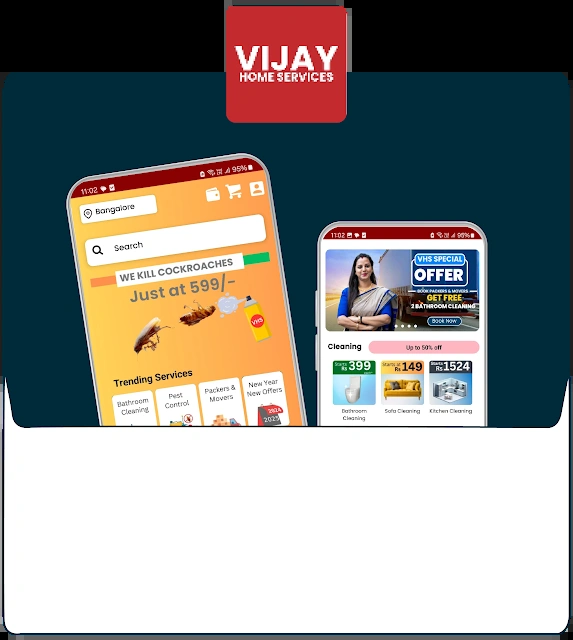 VIJAY
HOME SERVICES
11:02
95%
Bangalore
Search
WE KILL COCKROACHES
Just at 599/-
VHS
Trending Services
Bathroom
Cleaning
Pest
Control
Packers &
Movers
New Year
New Offers
2024
2025
11:02
95%
VHS SPECIAL
OFFER
BOOK PACKERS & MOVERS
GET FREE
2 BATHROOM CLEANING
Book Now
Cleaning
Up to 50% off
Starts
Rs 399
Bathroom
Cleaning
Starts at
Rs 149
Sofa Cleaning
Starts
Rs 1524
Kitchen Cleaning